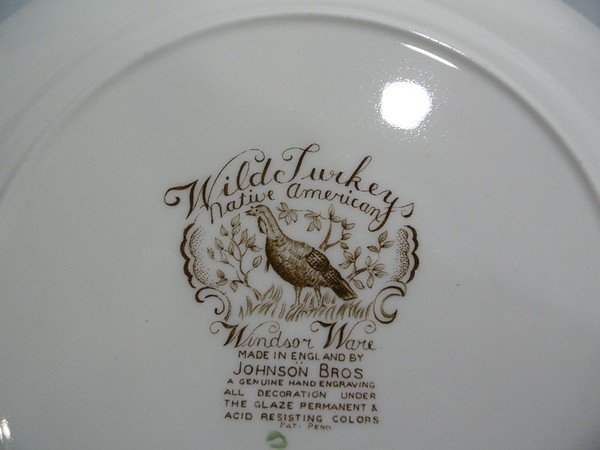 Wild Turkeys
Native American
Windsor Ware
MADE IN ENGLAND BY
JOHNSON BROS
A GENUINE HAND ENGRAVING
ALL DECORATION UNDER
THE GLAZE PERMANENT &
ACID RESISTING COLORS
PAT. PEND.